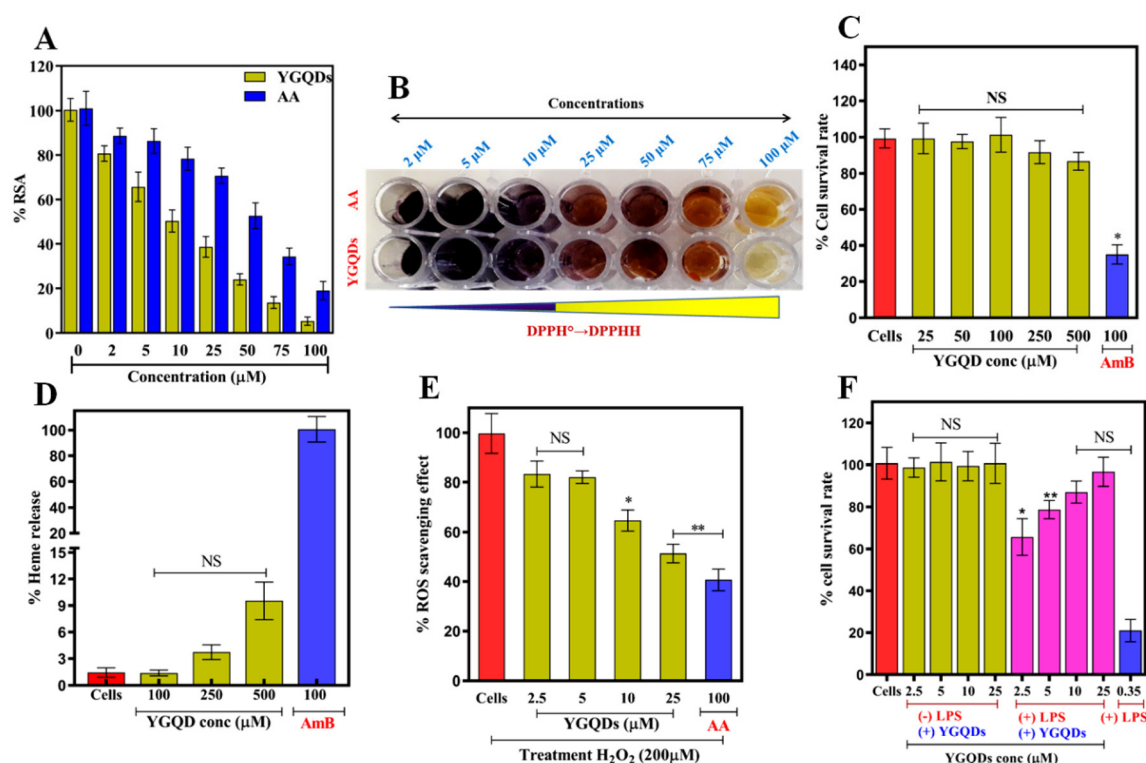 A
120
100
80
60
40
20
0
% RSA
YGQDs
AA
0 2 5 10 25 50 75 100
Concentration (μM)
B
Concentrations
2 μM 5 μM 10 μM 25 μM 50 μM 75 μM 100 μM
AA
YGQDs
DPPH°→DPPHH
C
140
120
100
80
60
40
20
0
% Cell survival rate
NS
*
Cells 25 50 100 250 500 100
YGQD conc (μM) AmB
D
100
80
60
40
20
12
9
6
3
0
% Heme release
NS
Cells 100 250 500 100
YGQD conc (μM) AmB
E
100
80
60
40
20
0
% ROS scavenging effect
NS
*
**
Cells 2.5 5 10 25 100
YGQDs (μM) AA
Treatment H₂O₂ (200μM)
F
120
100
80
60
40
20
0
% cell survival rate
NS NS
* **
Cells 2.5 5 10 25 2.5 5 10 25 0.35
(-) LPS (+) LPS (+) LPS
(+) YGQDs (+) YGQDs
YGQDs conc (μM)